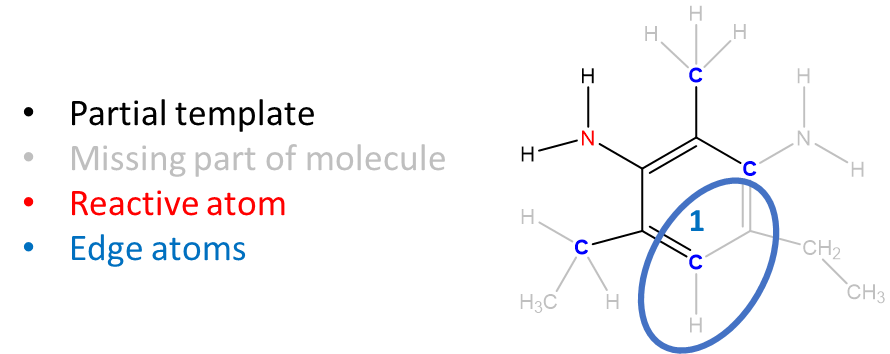 Partial template
Missing part of molecule
Reactive atom
Edge atoms
H
H H
C
H H
H N N
H C H
1
H C C CH2
H3C H H CH3